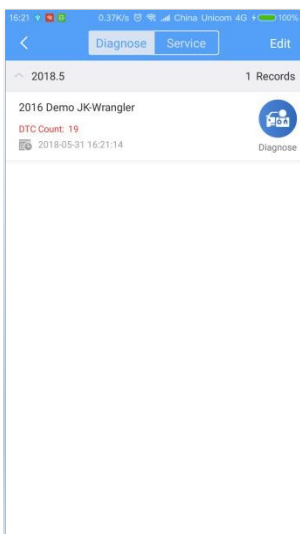 16:21 0.37K/s China Unicom 4G 100%
Diagnose Service Edit
2018.5 1 Records
2016 Demo JK-Wrangler
DTC Count: 19
2018-05-31 16:21:14
Diagnose